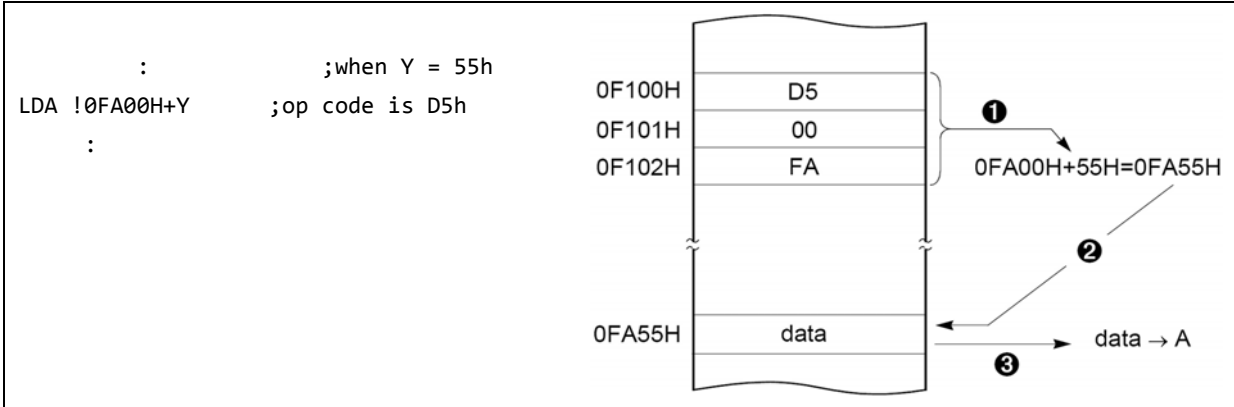 :                 ;when Y = 55h
LDA !0FA00H+Y       ;op code is D5h
:
0F100H D5
0F101H 00
0F102H FA
❶
0FA00H+55H=0FA55H
❷
0FA55H data
data → A
❸